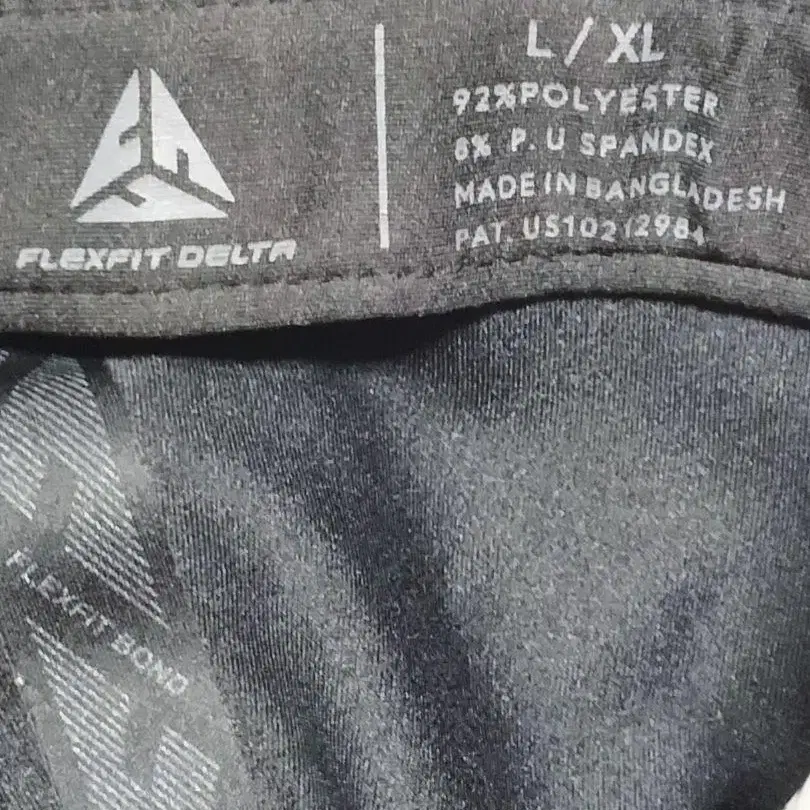 FLEXFIT DELTA
L / XL
92%POLYESTER
8% P.U SPANDEX
MADE IN BANGLADESH
PAT. US10212984
FLEXFIT BOND